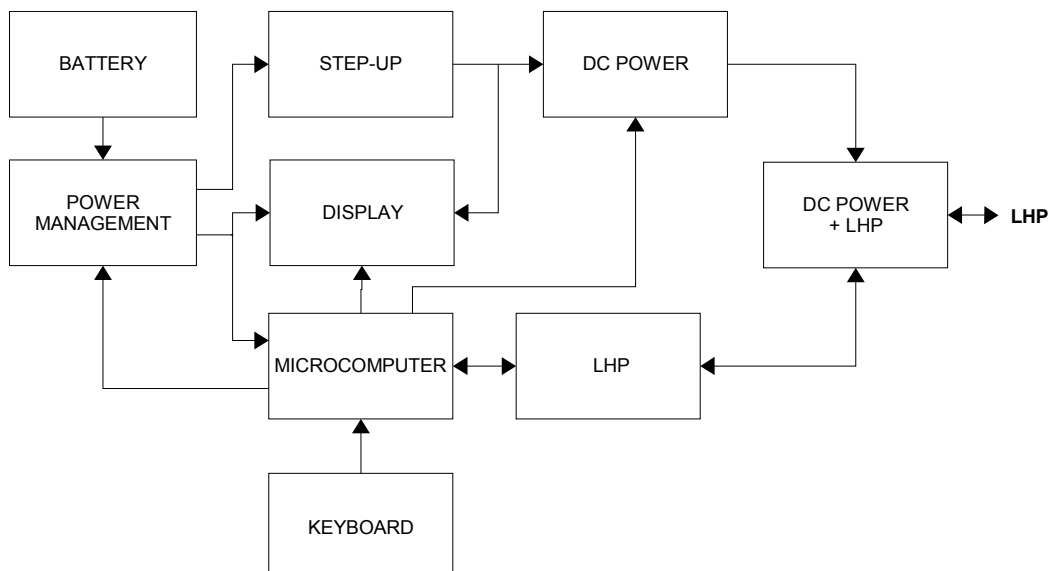 BATTERY
STEP-UP
DC POWER
POWER
MANAGEMENT
DISPLAY
DC POWER
+ LHP
LHP
MICROCOMPUTER
LHP
KEYBOARD